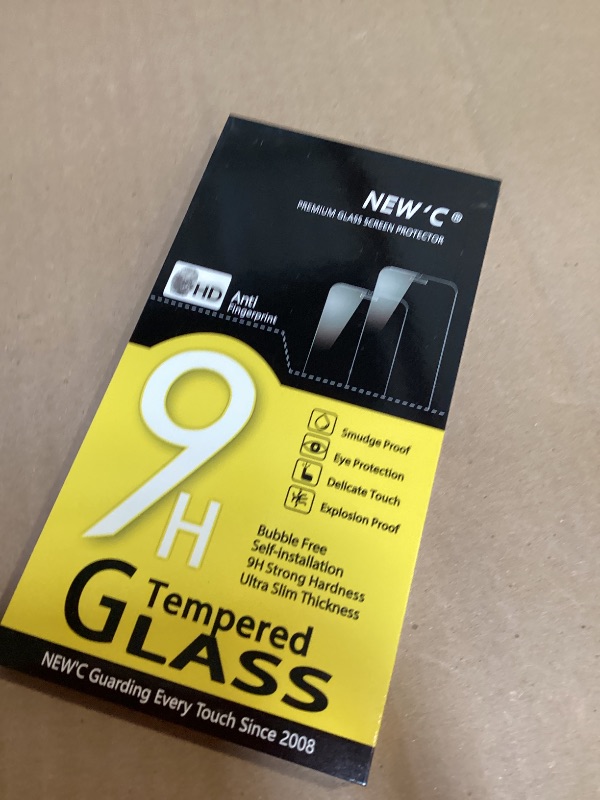 NEW'C®
PREMIUM GLASS SCREEN PROTECTOR
HD
Anti
Fingerprint
9H
Smudge Proof
Eye Protection
Delicate Touch
Explosion Proof
Bubble Free
Self-installation
9H Strong Hardness
Ultra Slim Thickness
Tempered
GLASS
NEW'C Guarding Every Touch Since 2008